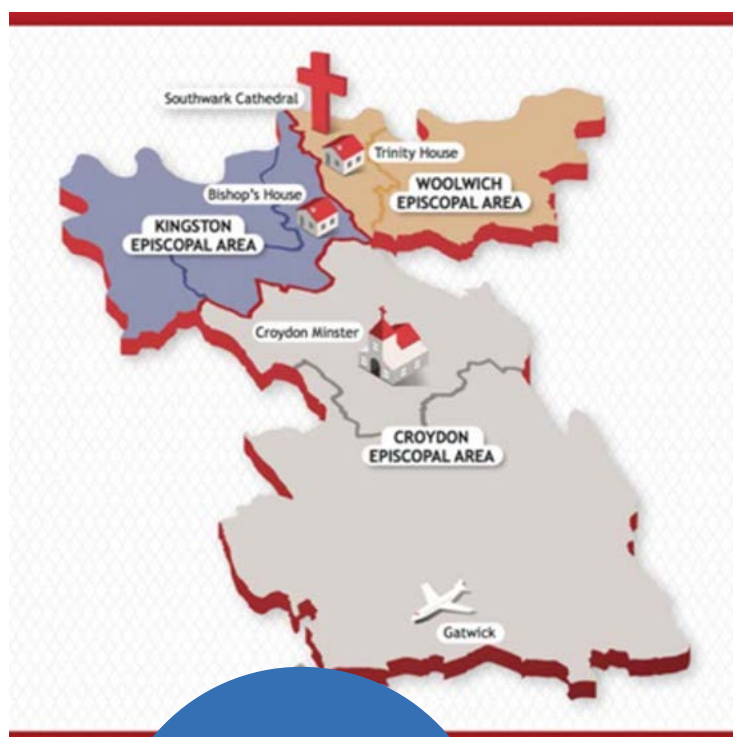 Southwark Cathedral
Trinity House
WOOLWICH
EPISCOPAL AREA
Bishop's House
KINGSTON
EPISCOPAL AREA
Croydon Minster
CROYDON
EPISCOPAL AREA
Gatwick